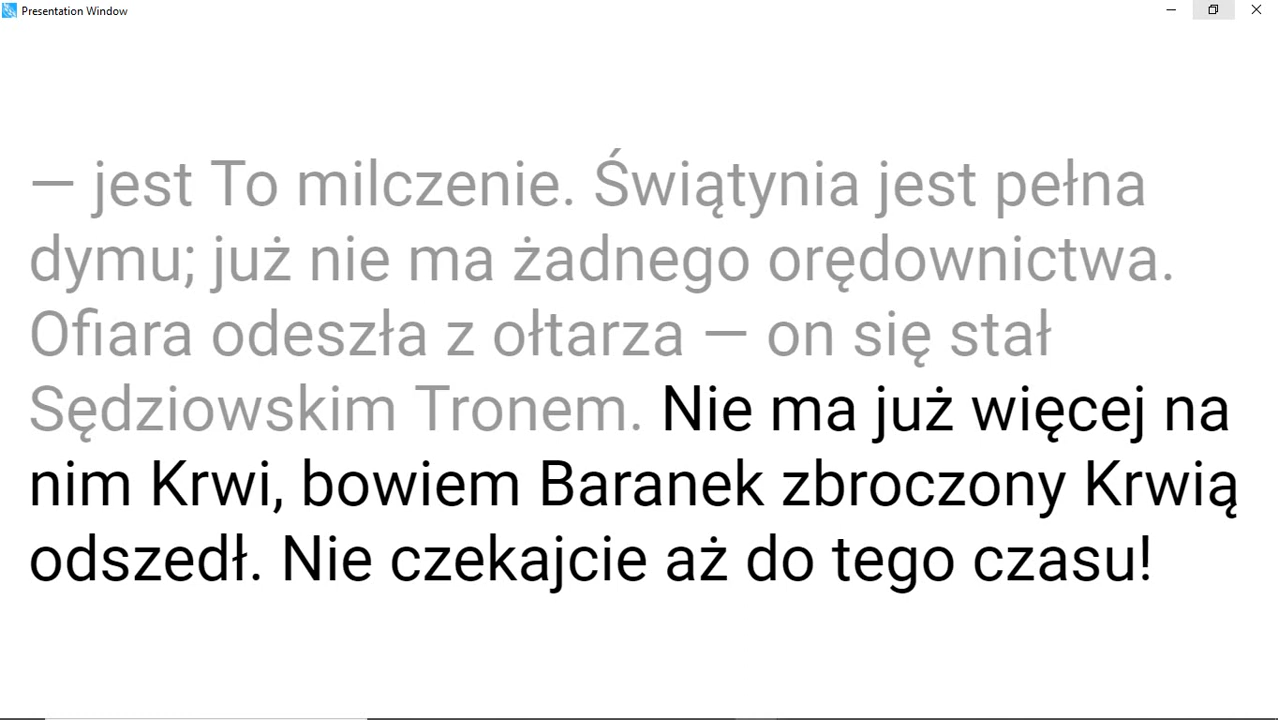 Presentation Window
— jest To milczenie. Świątynia jest pełna
dymu; już nie ma żadnego orędownictwa.
Ofiara odeszła z ołtarza — on się stał
Sędziowskim Tronem. Nie ma już więcej na
nim Krwi, bowiem Baranek zbroczony Krwią
odszedł. Nie czekajcie aż do tego czasu!